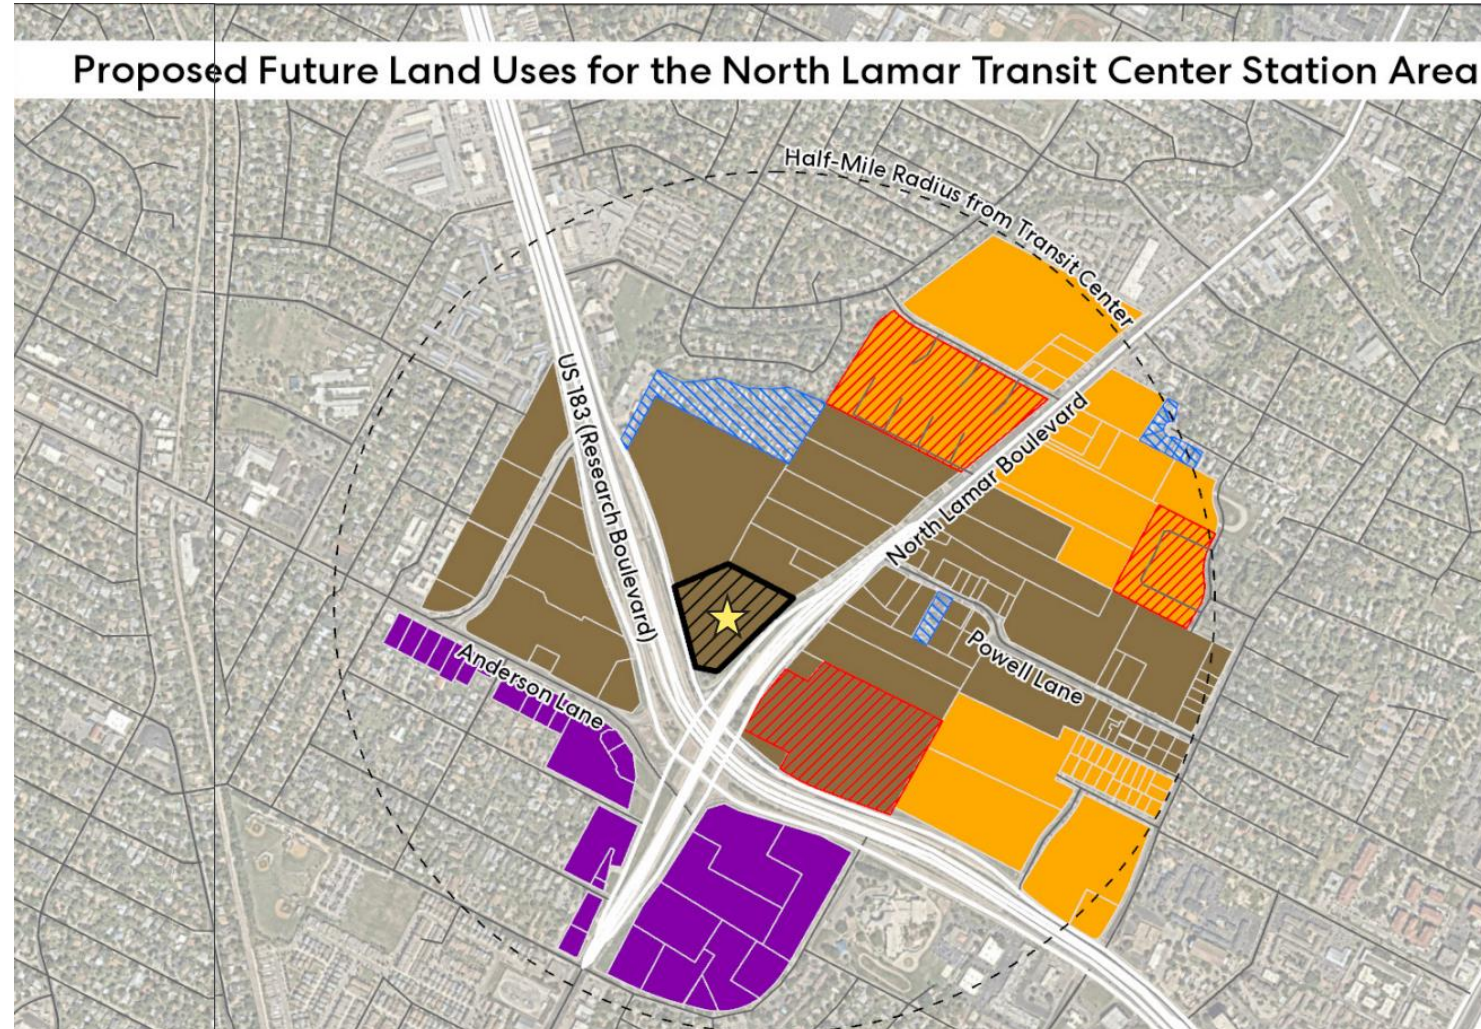 Proposed Future Land Uses for the North Lamar Transit Center Station Area
Half-Mile Radius from Transit Center
US 183 (Research Boulevard)
North Lamar Boulevard
Powell Lane
Anderson Lane